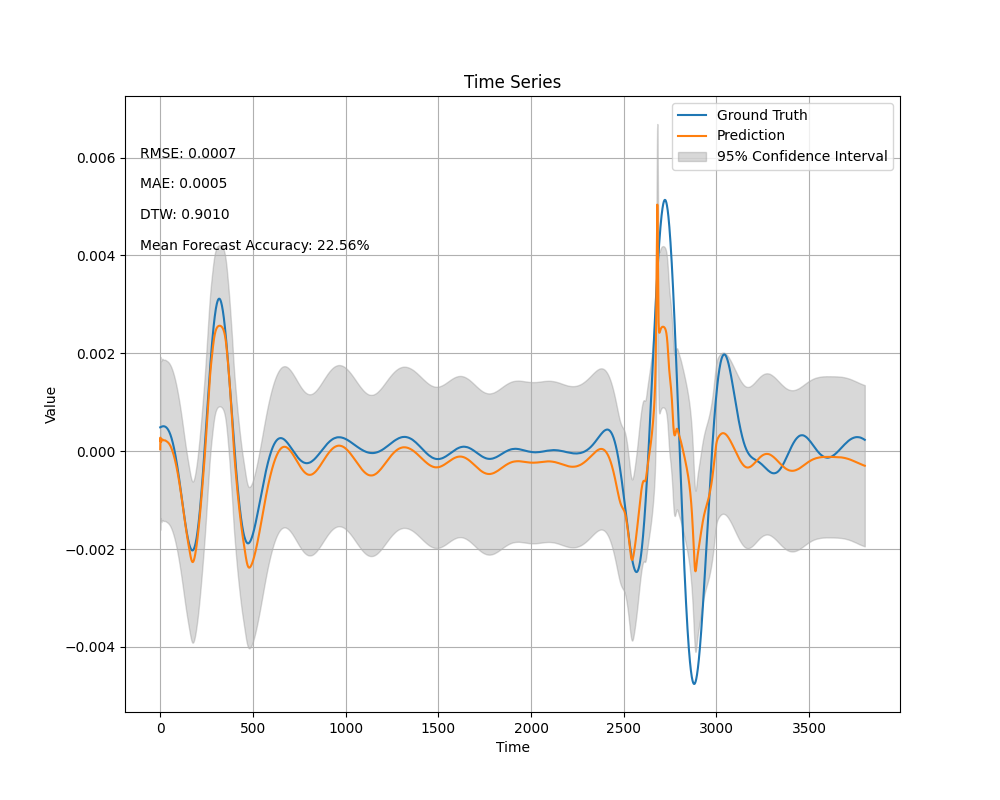 Time Series
Ground Truth
Prediction
95% Confidence Interval
RMSE: 0.0007
MAE: 0.0005
DTW: 0.9010
Mean Forecast Accuracy: 22.56%
0.006
0.004
0.002
0.000
−0.002
−0.004
Value
0 500 1000 1500 2000 2500 3000 3500
Time